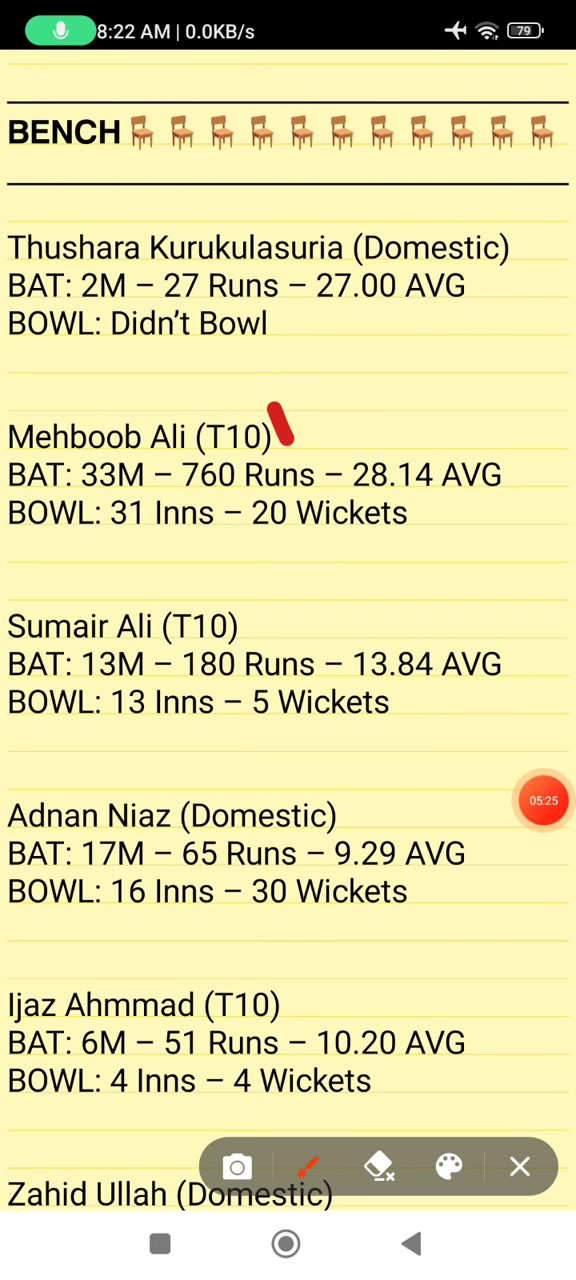 8:22 AM | 0.0KB/s
79
BENCH🪑🪑🪑🪑🪑🪑🪑🪑🪑🪑🪑
Thushara Kurukulasuria (Domestic)
BAT: 2M – 27 Runs – 27.00 AVG
BOWL: Didn’t Bowl
Mehboob Ali (T10)
BAT: 33M – 760 Runs – 28.14 AVG
BOWL: 31 Inns – 20 Wickets
Sumair Ali (T10)
BAT: 13M – 180 Runs – 13.84 AVG
BOWL: 13 Inns – 5 Wickets
05:25
Adnan Niaz (Domestic)
BAT: 17M – 65 Runs – 9.29 AVG
BOWL: 16 Inns – 30 Wickets
Ijaz Ahmmad (T10)
BAT: 6M – 51 Runs – 10.20 AVG
BOWL: 4 Inns – 4 Wickets
Zahid Ullah (Domestic)